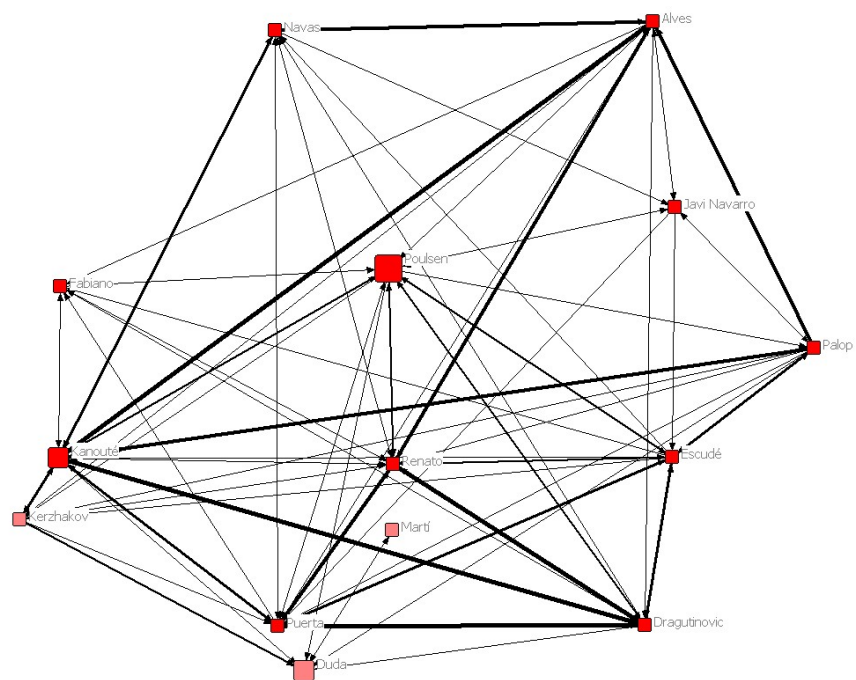 Navas
Alves
Javi Navarro
Poulsen
Fabiano
Palop
Kanouté
Renato
Escudé
Kerzhakov
Martí
Puerta
Dragutinovic
Duda